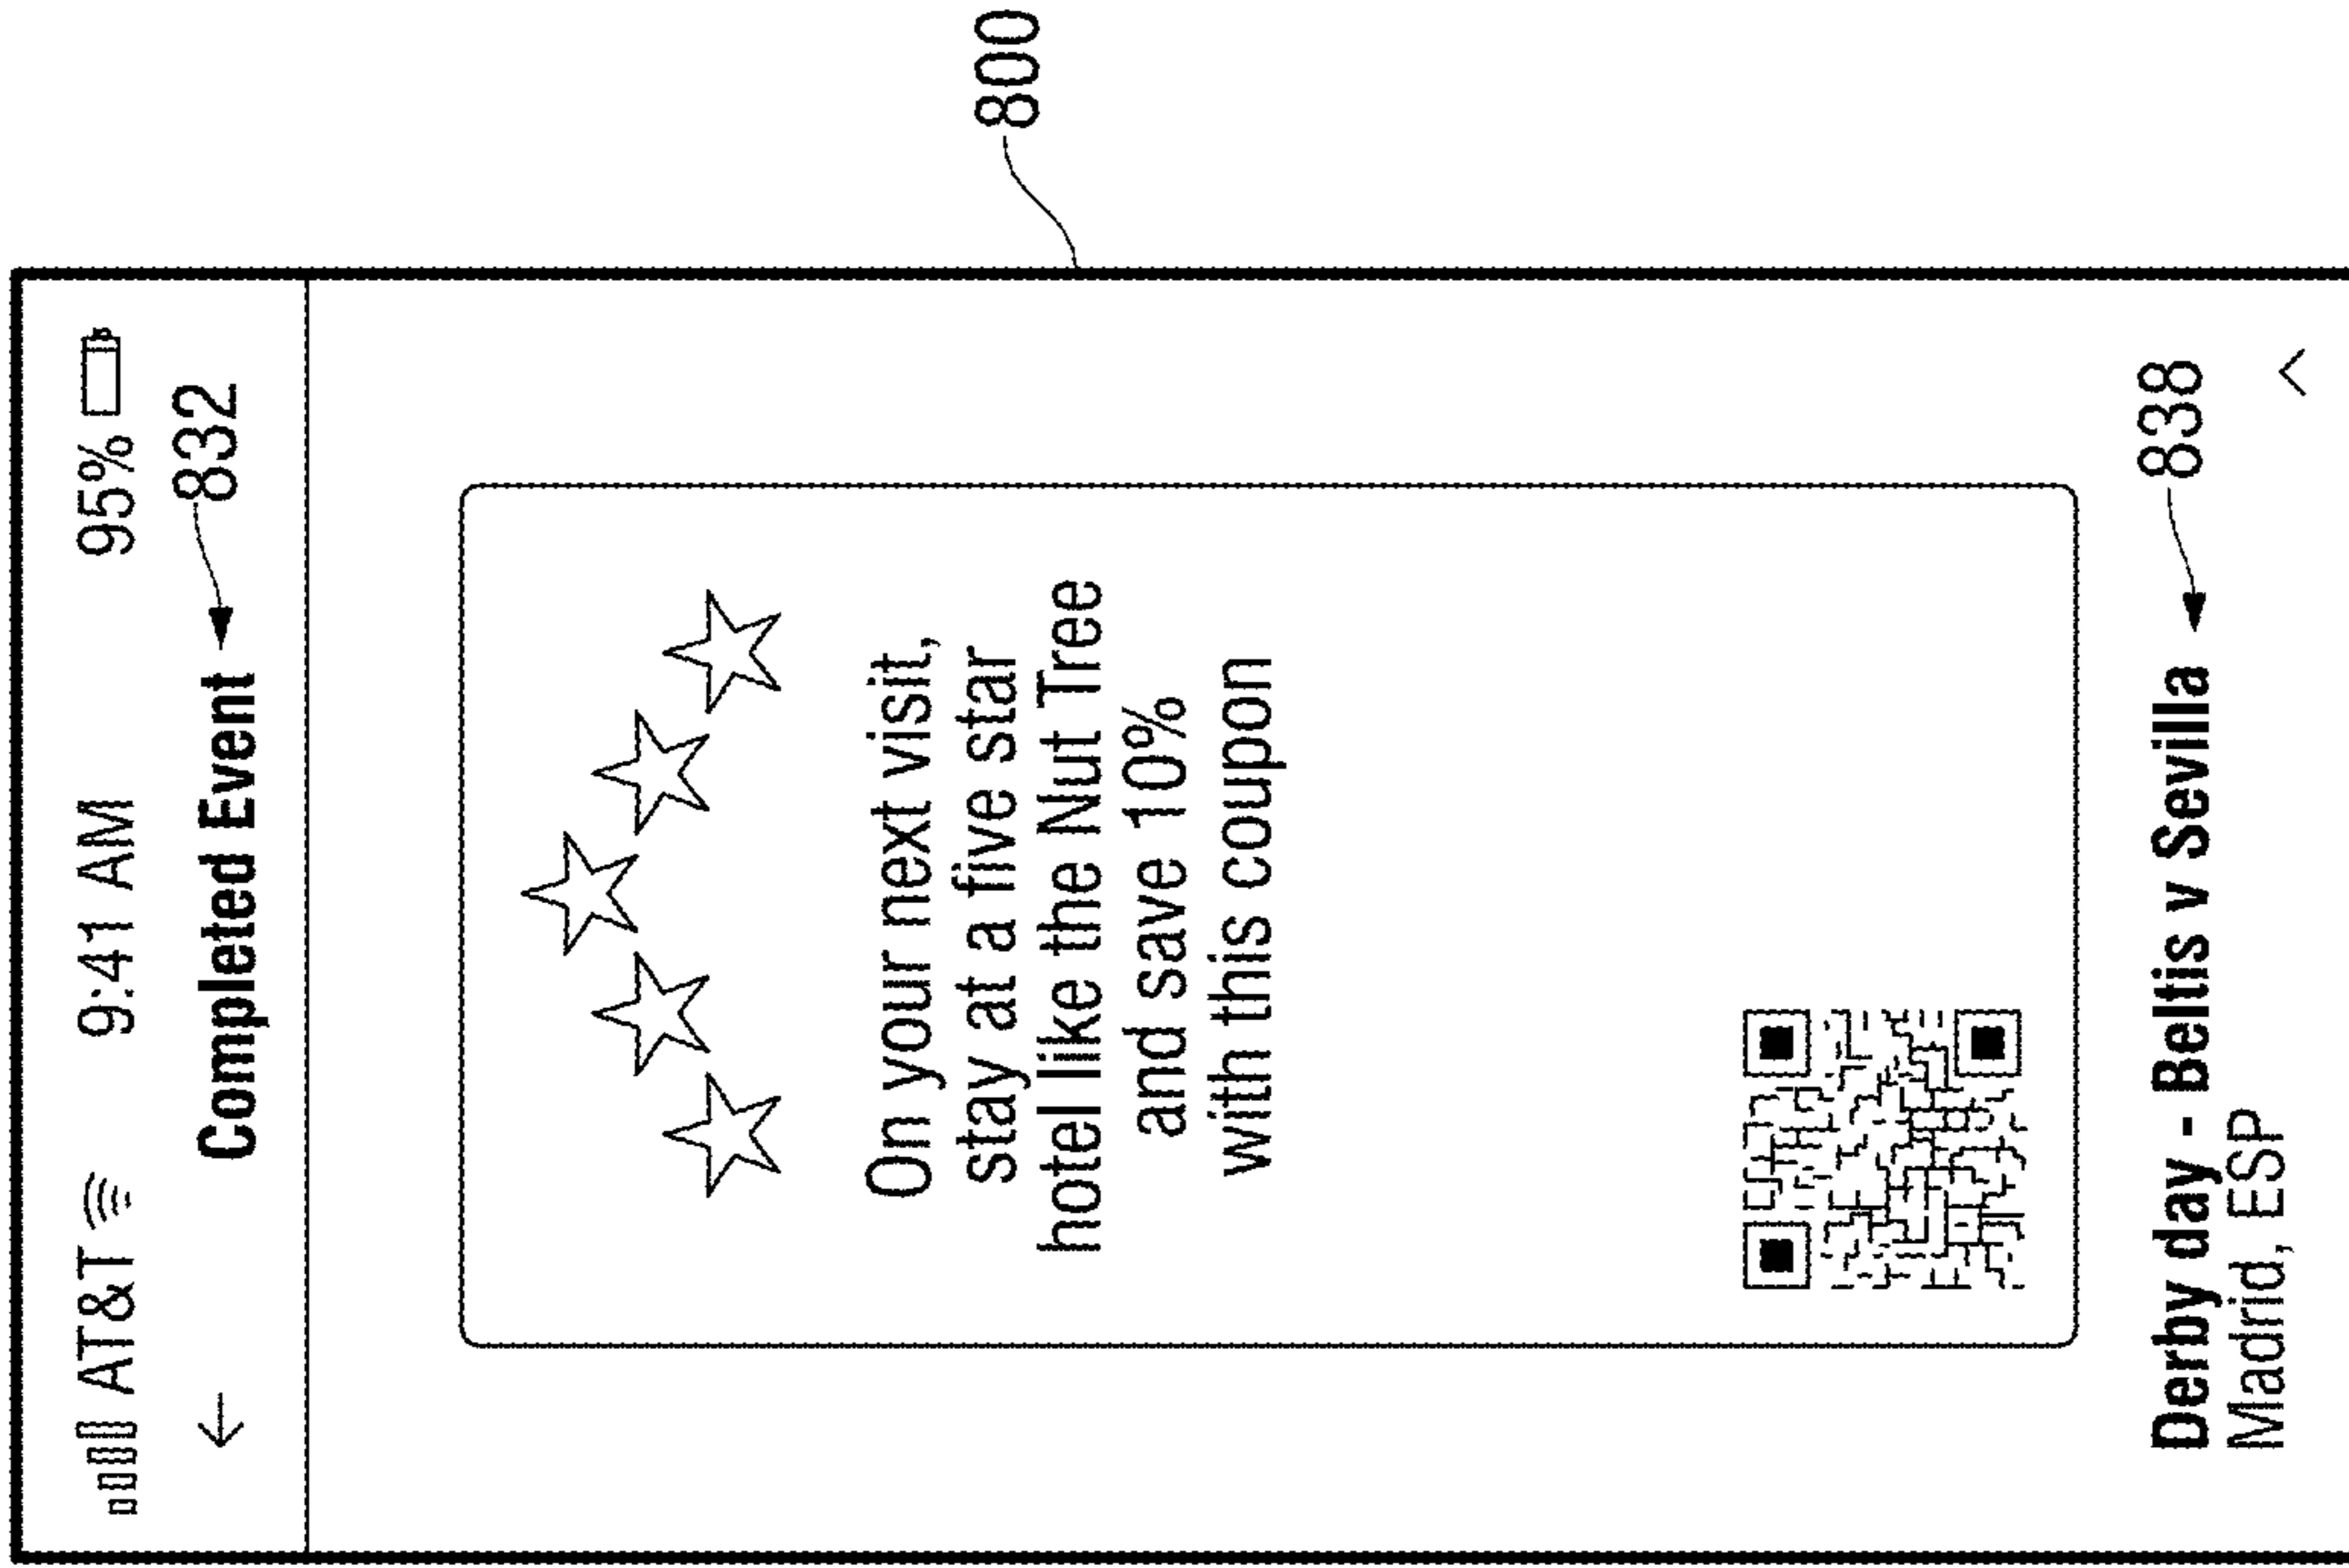 AT&T 9:41 AM 95%
Completed Event 832
800
On your next visit,
stay at a five star
hotel like the Nut Tree
and save 10%
with this coupon
Derby day - Beltis v Sevilla 838
Madrid, ESP